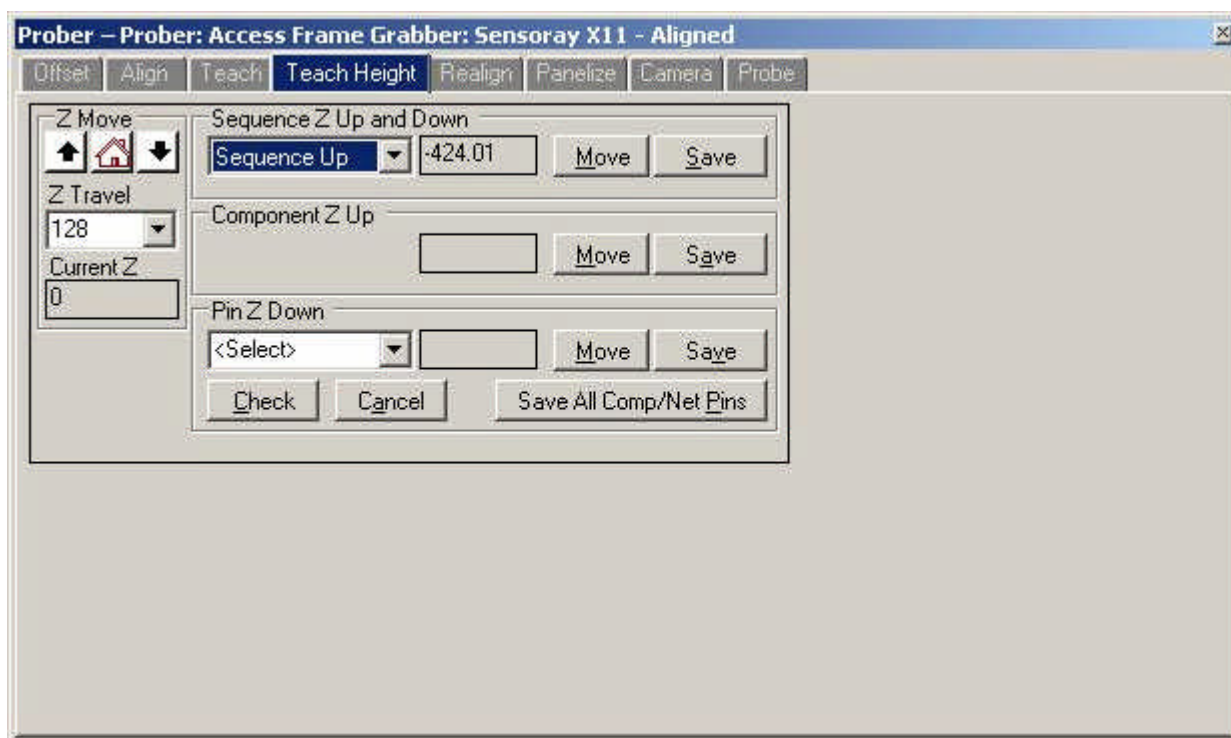 Prober – Prober: Access Frame Grabber: Sensoray X11 - Aligned
Offset Align Teach Teach Height Realign Panelize Camera Probe
Z Move
Z Travel
128
Current Z
0
Sequence Z Up and Down
Sequence Up -424.01 Move Save
Component Z Up
Move Save
Pin Z Down
<Select> Move Save
Check Cancel Save All Comp/Net Pins